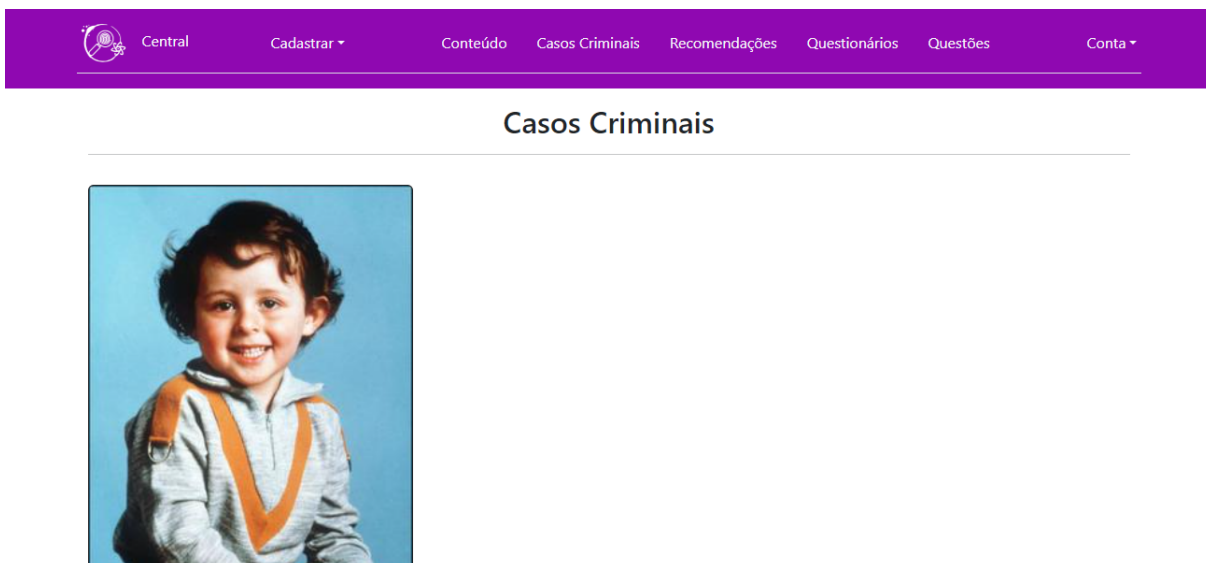 Central Cadastrar Conteúdo Casos Criminais Recomendações Questionários Questões Conta
Casos Criminais